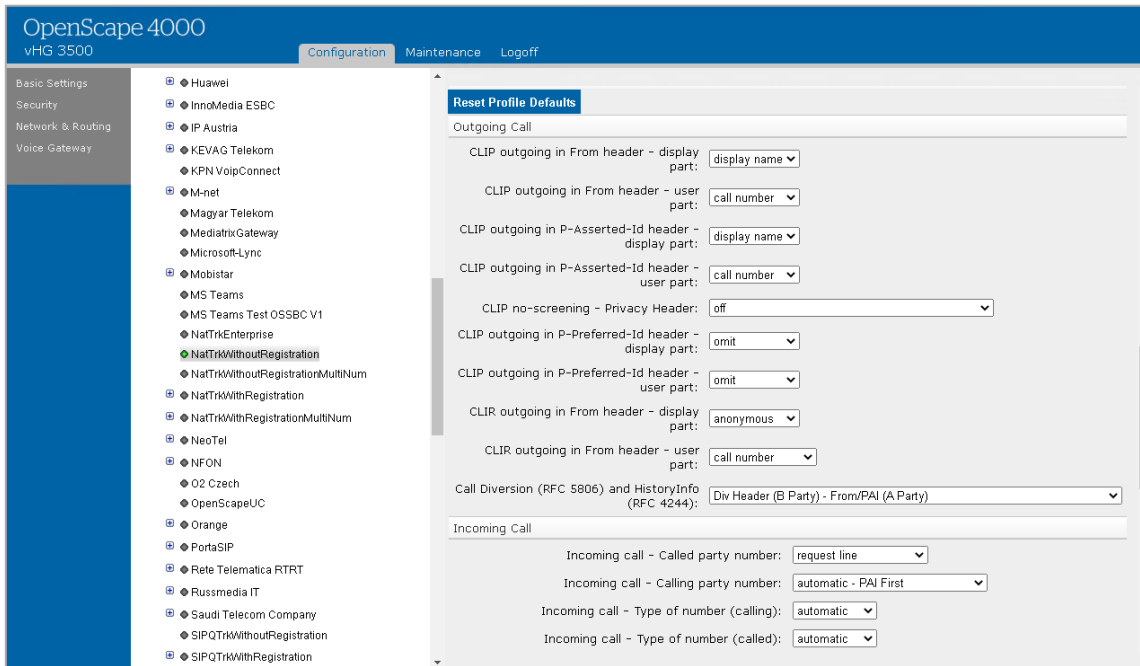 OpenScape 4000
vHG 3500
Configuration
Maintenance
Logoff
Basic Settings
Security
Network & Routing
Voice Gateway
Huawei
InnoMedia ESBC
IP Austria
KEVAG Telekom
KPN VoipConnect
M-net
Magyar Telekom
MediatrixGateway
Microsoft-Lync
Mobistar
MS Teams
MS Teams Test OSSBC V1
NatTrkEnterprise
NatTrkWithoutRegistration
NatTrkWithoutRegistrationMultiNum
NatTrkWithRegistration
NatTrkWithRegistrationMultiNum
NeoTel
NFON
O2 Czech
OpenScapeUC
Orange
PortaSIP
Rete Telematica RTRT
Russmedia IT
Saudi Telecom Company
SIPQTrkWithoutRegistration
SIPQTrkWithRegistration
Reset Profile Defaults
Outgoing Call
CLIP outgoing in From header - display
part:
display name
CLIP outgoing in From header - user
part:
call number
CLIP outgoing in P-Asserted-Id header -
display part:
display name
CLIP outgoing in P-Asserted-Id header -
user part:
call number
CLIP no-screening - Privacy Header:
off
CLIP outgoing in P-Preferred-Id header -
display part:
omit
CLIP outgoing in P-Preferred-Id header -
user part:
omit
CLIR outgoing in From header - display
part:
anonymous
CLIR outgoing in From header - user
part:
call number
Call Diversion (RFC 5806) and HistoryInfo
(RFC 4244):
Div Header (B Party) - From/PAI (A Party)
Incoming Call
Incoming call - Called party number:
request line
Incoming call - Calling party number:
automatic - PAI First
Incoming call - Type of number (calling):
automatic
Incoming call - Type of number (called):
automatic